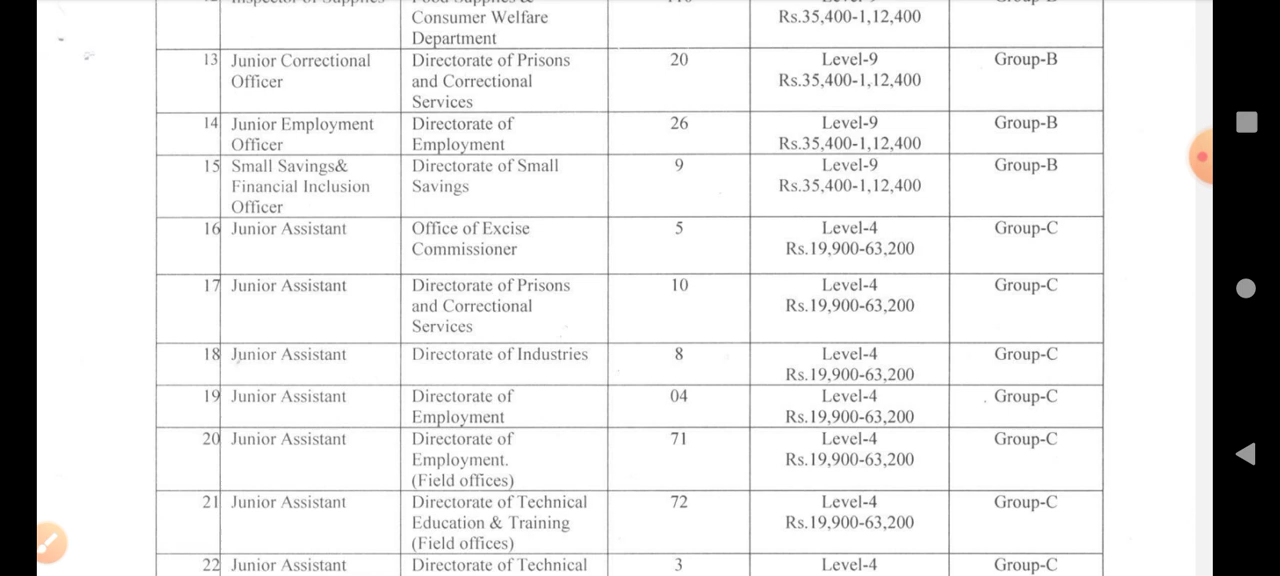 Consumer Welfare Rs.35,400-1,12,400
Department
13 Junior Correctional Directorate of Prisons 20 Level-9 Group-B
Officer and Correctional Rs.35,400-1,12,400
Services
14 Junior Employment Directorate of 26 Level-9 Group-B
Officer Employment Rs.35,400-1,12,400
15 Small Savings& Directorate of Small 9 Level-9 Group-B
Financial Inclusion Savings Rs.35,400-1,12,400
Officer
16 Junior Assistant Office of Excise 5 Level-4 Group-C
Commissioner Rs.19,900-63,200
17 Junior Assistant Directorate of Prisons 10 Level-4 Group-C
and Correctional Rs.19,900-63,200
Services
18 Junior Assistant Directorate of Industries 8 Level-4 Group-C
Rs.19,900-63,200
19 Junior Assistant Directorate of 04 Level-4 Group-C
Employment Rs.19,900-63,200
20 Junior Assistant Directorate of 71 Level-4 Group-C
Employment. Rs.19,900-63,200
(Field offices)
21 Junior Assistant Directorate of Technical 72 Level-4 Group-C
Education & Training Rs.19,900-63,200
(Field offices)
22 Junior Assistant Directorate of Technical 3 Level-4 Group-C